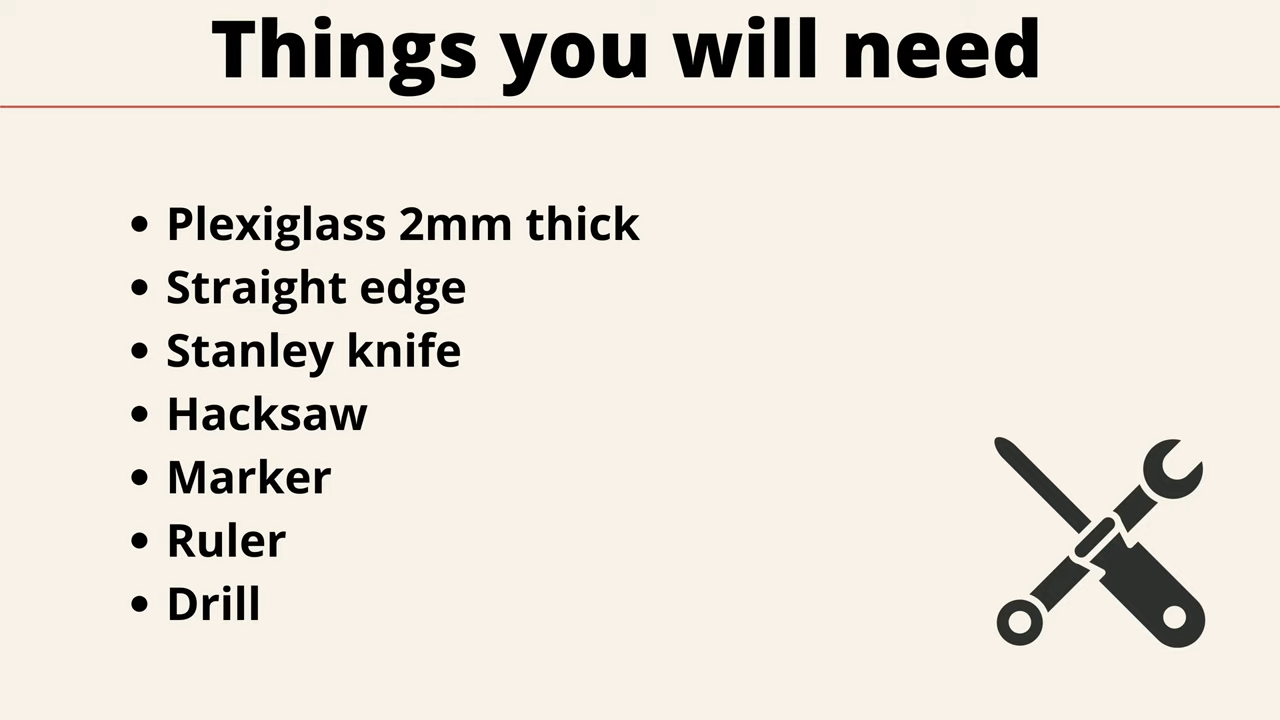 Things you will need
• Plexiglass 2mm thick
• Straight edge
• Stanley knife
• Hacksaw
• Marker
• Ruler
• Drill